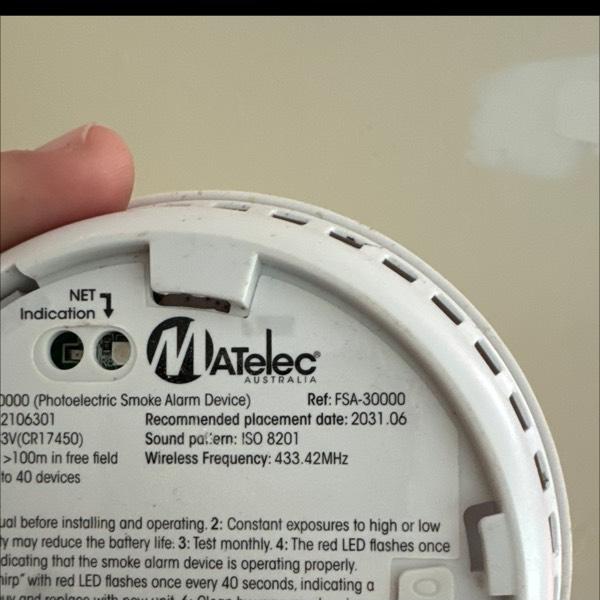 NET
Indication
MATelec®
AUSTRALIA
0000 (Photoelectric Smoke Alarm Device) Ref: FSA-30000
2106301 Recommended placement date: 2031.06
3V(CR17450) Sound pattern: ISO 8201
>100m in free field Wireless Frequency: 433.42MHz
to 40 devices
ual before installing and operating. 2: Constant exposures to high or low
ty may reduce the battery life. 3: Test monthly. 4: The red LED flashes once
dicating that the smoke alarm device is operating properly.
hirp" with red LED flashes once every 40 seconds, indicating a